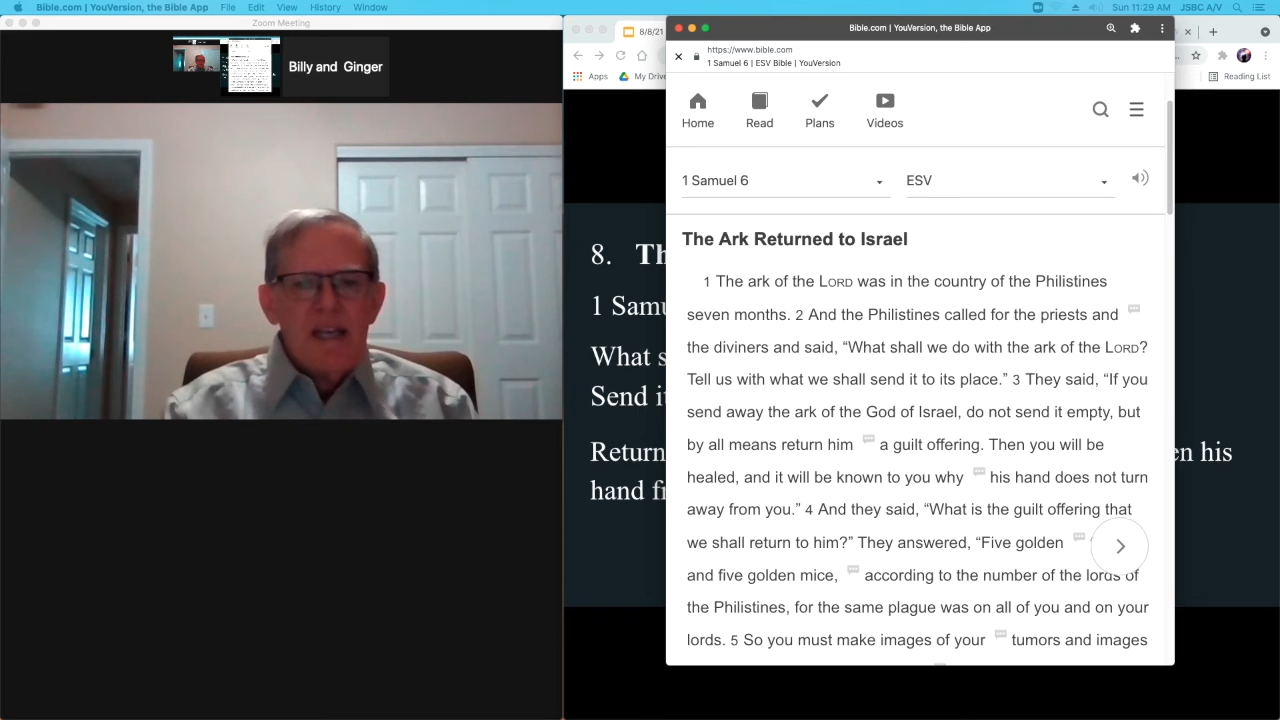 Bible.com | YouVersion, the Bible App File Edit View History Window
Sun 11:29 AM JSBC A/V
Zoom Meeting
Billy and Ginger
8/8/21
Apps My Drive
Reading List
Bible.com | YouVersion, the Bible App
https://www.bible.com
1 Samuel 6 | ESV Bible | YouVersion
Home Read Plans Videos
1 Samuel 6 ESV
The Ark Returned to Israel
1 The ark of the LORD was in the country of the Philistines
seven months. 2 And the Philistines called for the priests and
the diviners and said, “What shall we do with the ark of the LORD?
Tell us with what we shall send it to its place.” 3 They said, “If you
send away the ark of the God of Israel, do not send it empty, but
by all means return him a guilt offering. Then you will be
healed, and it will be known to you why his hand does not turn
away from you.” 4 And they said, “What is the guilt offering that
we shall return to him?” They answered, “Five golden
and five golden mice, according to the number of the lords of
the Philistines, for the same plague was on all of you and on your
lords. 5 So you must make images of your tumors and images
8. Th
1 Samu
What s
Send it
Return
en his
hand fr